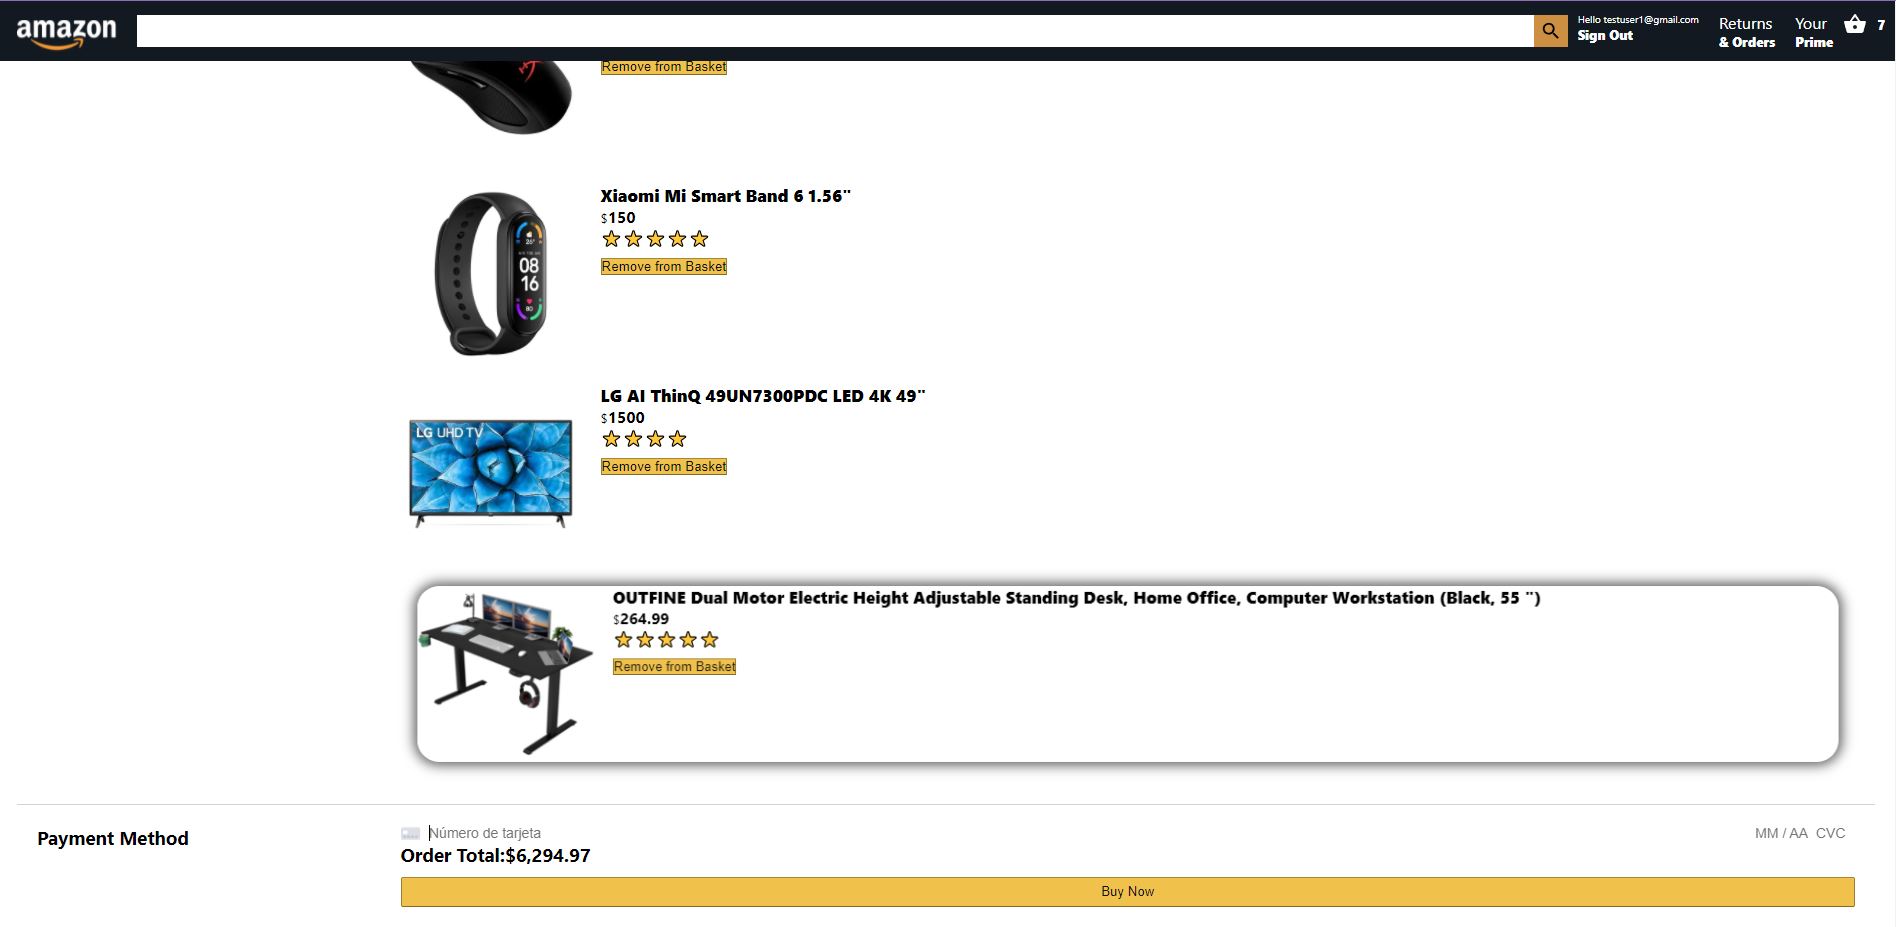 amazon
Hello testuser1@gmail.com
Sign Out
Returns
& Orders
Your
Prime
7
Remove from Basket
Xiaomi Mi Smart Band 6 1.56"
$150
Remove from Basket
08
16
LG AI ThinQ 49UN7300PDC LED 4K 49"
$1500
Remove from Basket
LG UHD TV
OUTFINE Dual Motor Electric Height Adjustable Standing Desk, Home Office, Computer Workstation (Black, 55 ")
$264.99
Remove from Basket
Payment Method
Número de tarjeta
MM / AA CVC
Order Total:$6,294.97
Buy Now